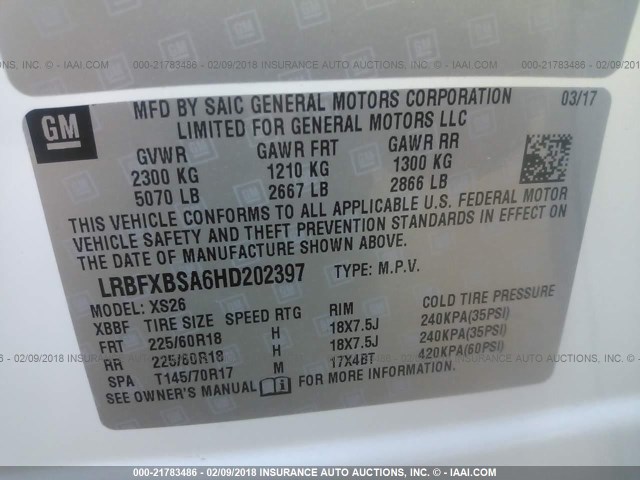 000-21783486 - 02/09/2018 INSURANCE AUTO AUCTIONS, INC. - © IAAI.COM
GM
MFD BY SAIC GENERAL MOTORS CORPORATION 03/17
LIMITED FOR GENERAL MOTORS LLC
GVWR GAWR FRT GAWR RR
2300 KG 1210 KG 1300 KG
5070 LB 2667 LB 2866 LB
THIS VEHICLE CONFORMS TO ALL APPLICABLE U.S. FEDERAL MOTOR
VEHICLE SAFETY AND THEFT PREVENTION STANDARDS IN EFFECT ON
THE DATE OF MANUFACTURE SHOWN ABOVE.
LRBFXBSA6HD202397 TYPE: M.P.V.
MODEL: XS26
XBBF TIRE SIZE SPEED RTG RIM COLD TIRE PRESSURE
FRT 225/60R18 H 18X7.5J 240KPA(35PSI)
RR 225/60R18 H 18X7.5J 240KPA(35PSI)
SPA T145/70R17 M 17X4BT 420KPA(60PSI)
SEE OWNER'S MANUAL i FOR MORE INFORMATION.
000-21783486 - 02/09/2018 INSURANCE AUTO AUCTIONS, INC. - © IAAI.COM